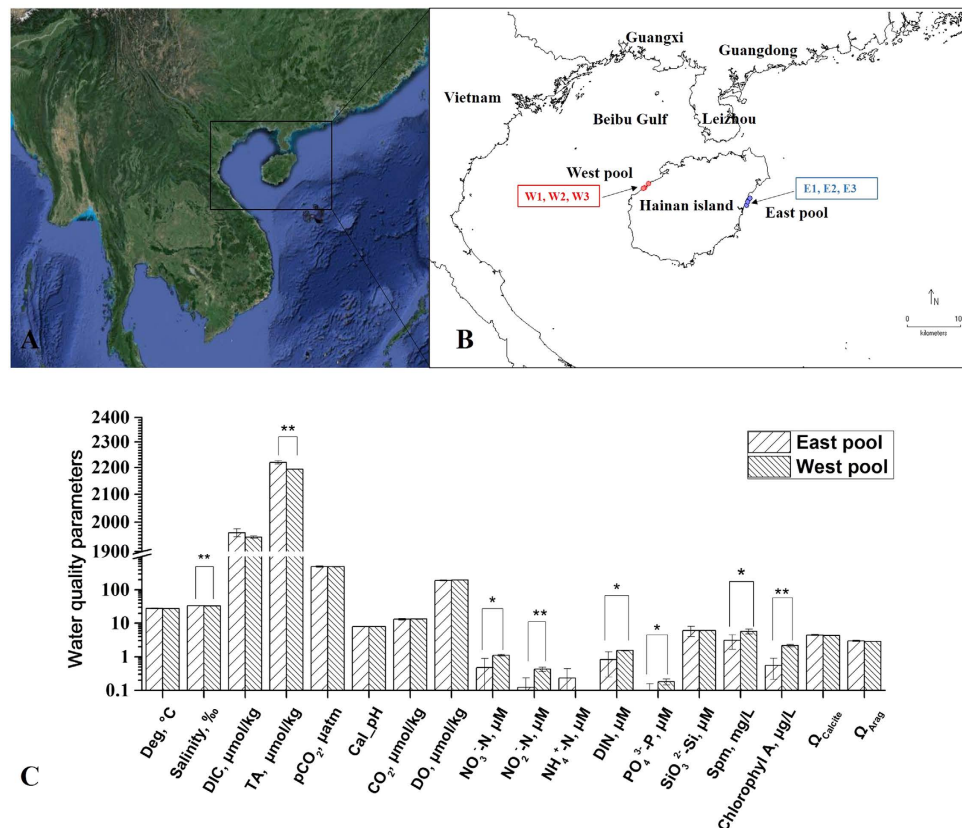 A
Guangxi
Guangdong
Vietnam
Beibu Gulf
Leizhou
West pool
W1, W2, W3
E1, E2, E3
Hainan island
East pool
N
0 10
kilometers
B
2400
2300
2200
2100
2000
1900
100
10
1
0.1
Water quality parameters
** ** * ** * * * **
East pool
West pool
Deg, °C
Salinity, ‰
DIC, μmol/kg
TA, μmol/kg
pCO₂, μatm
Cal_pH
CO₂, μmol/kg
DO, μmol/kg
NO₃⁻-N, μM
NO₂⁻-N, μM
NH₄⁺-N, μM
DIN, μM
PO₄³⁻-P, μM
SiO₃²⁻-Si, μM
Spm, mg/L
Chlorophyll A, μg/L
Ω Calcite
Ω Arag
C